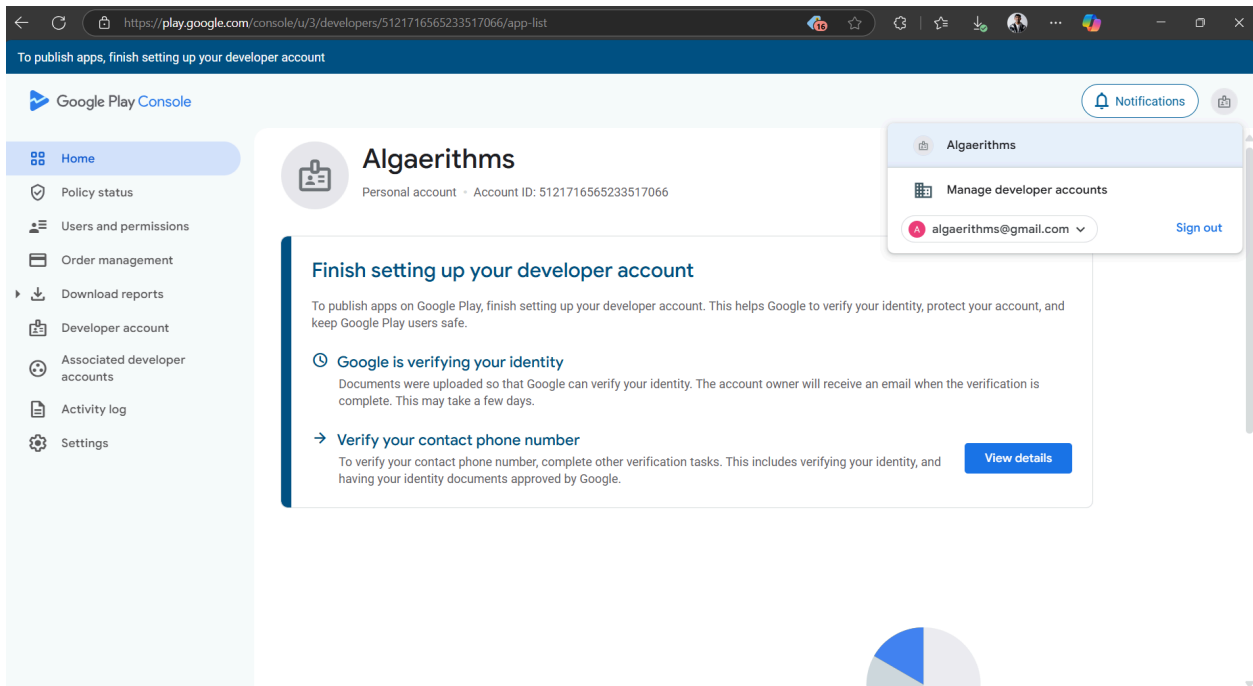 https://play.google.com/console/u/3/developers/5121716565233517066/app-list
16
To publish apps, finish setting up your developer account
Google Play Console
Notifications
Home
Policy status
Users and permissions
Order management
Download reports
Developer account
Associated developer
accounts
Activity log
Settings
Algaerithms
Personal account • Account ID: 5121716565233517066
Algaerithms
Manage developer accounts
A algaerithms@gmail.com
Sign out
Finish setting up your developer account
To publish apps on Google Play, finish setting up your developer account. This helps Google to verify your identity, protect your account, and
keep Google Play users safe.
Google is verifying your identity
Documents were uploaded so that Google can verify your identity. The account owner will receive an email when the verification is
complete. This may take a few days.
Verify your contact phone number
To verify your contact phone number, complete other verification tasks. This includes verifying your identity, and
having your identity documents approved by Google.
View details